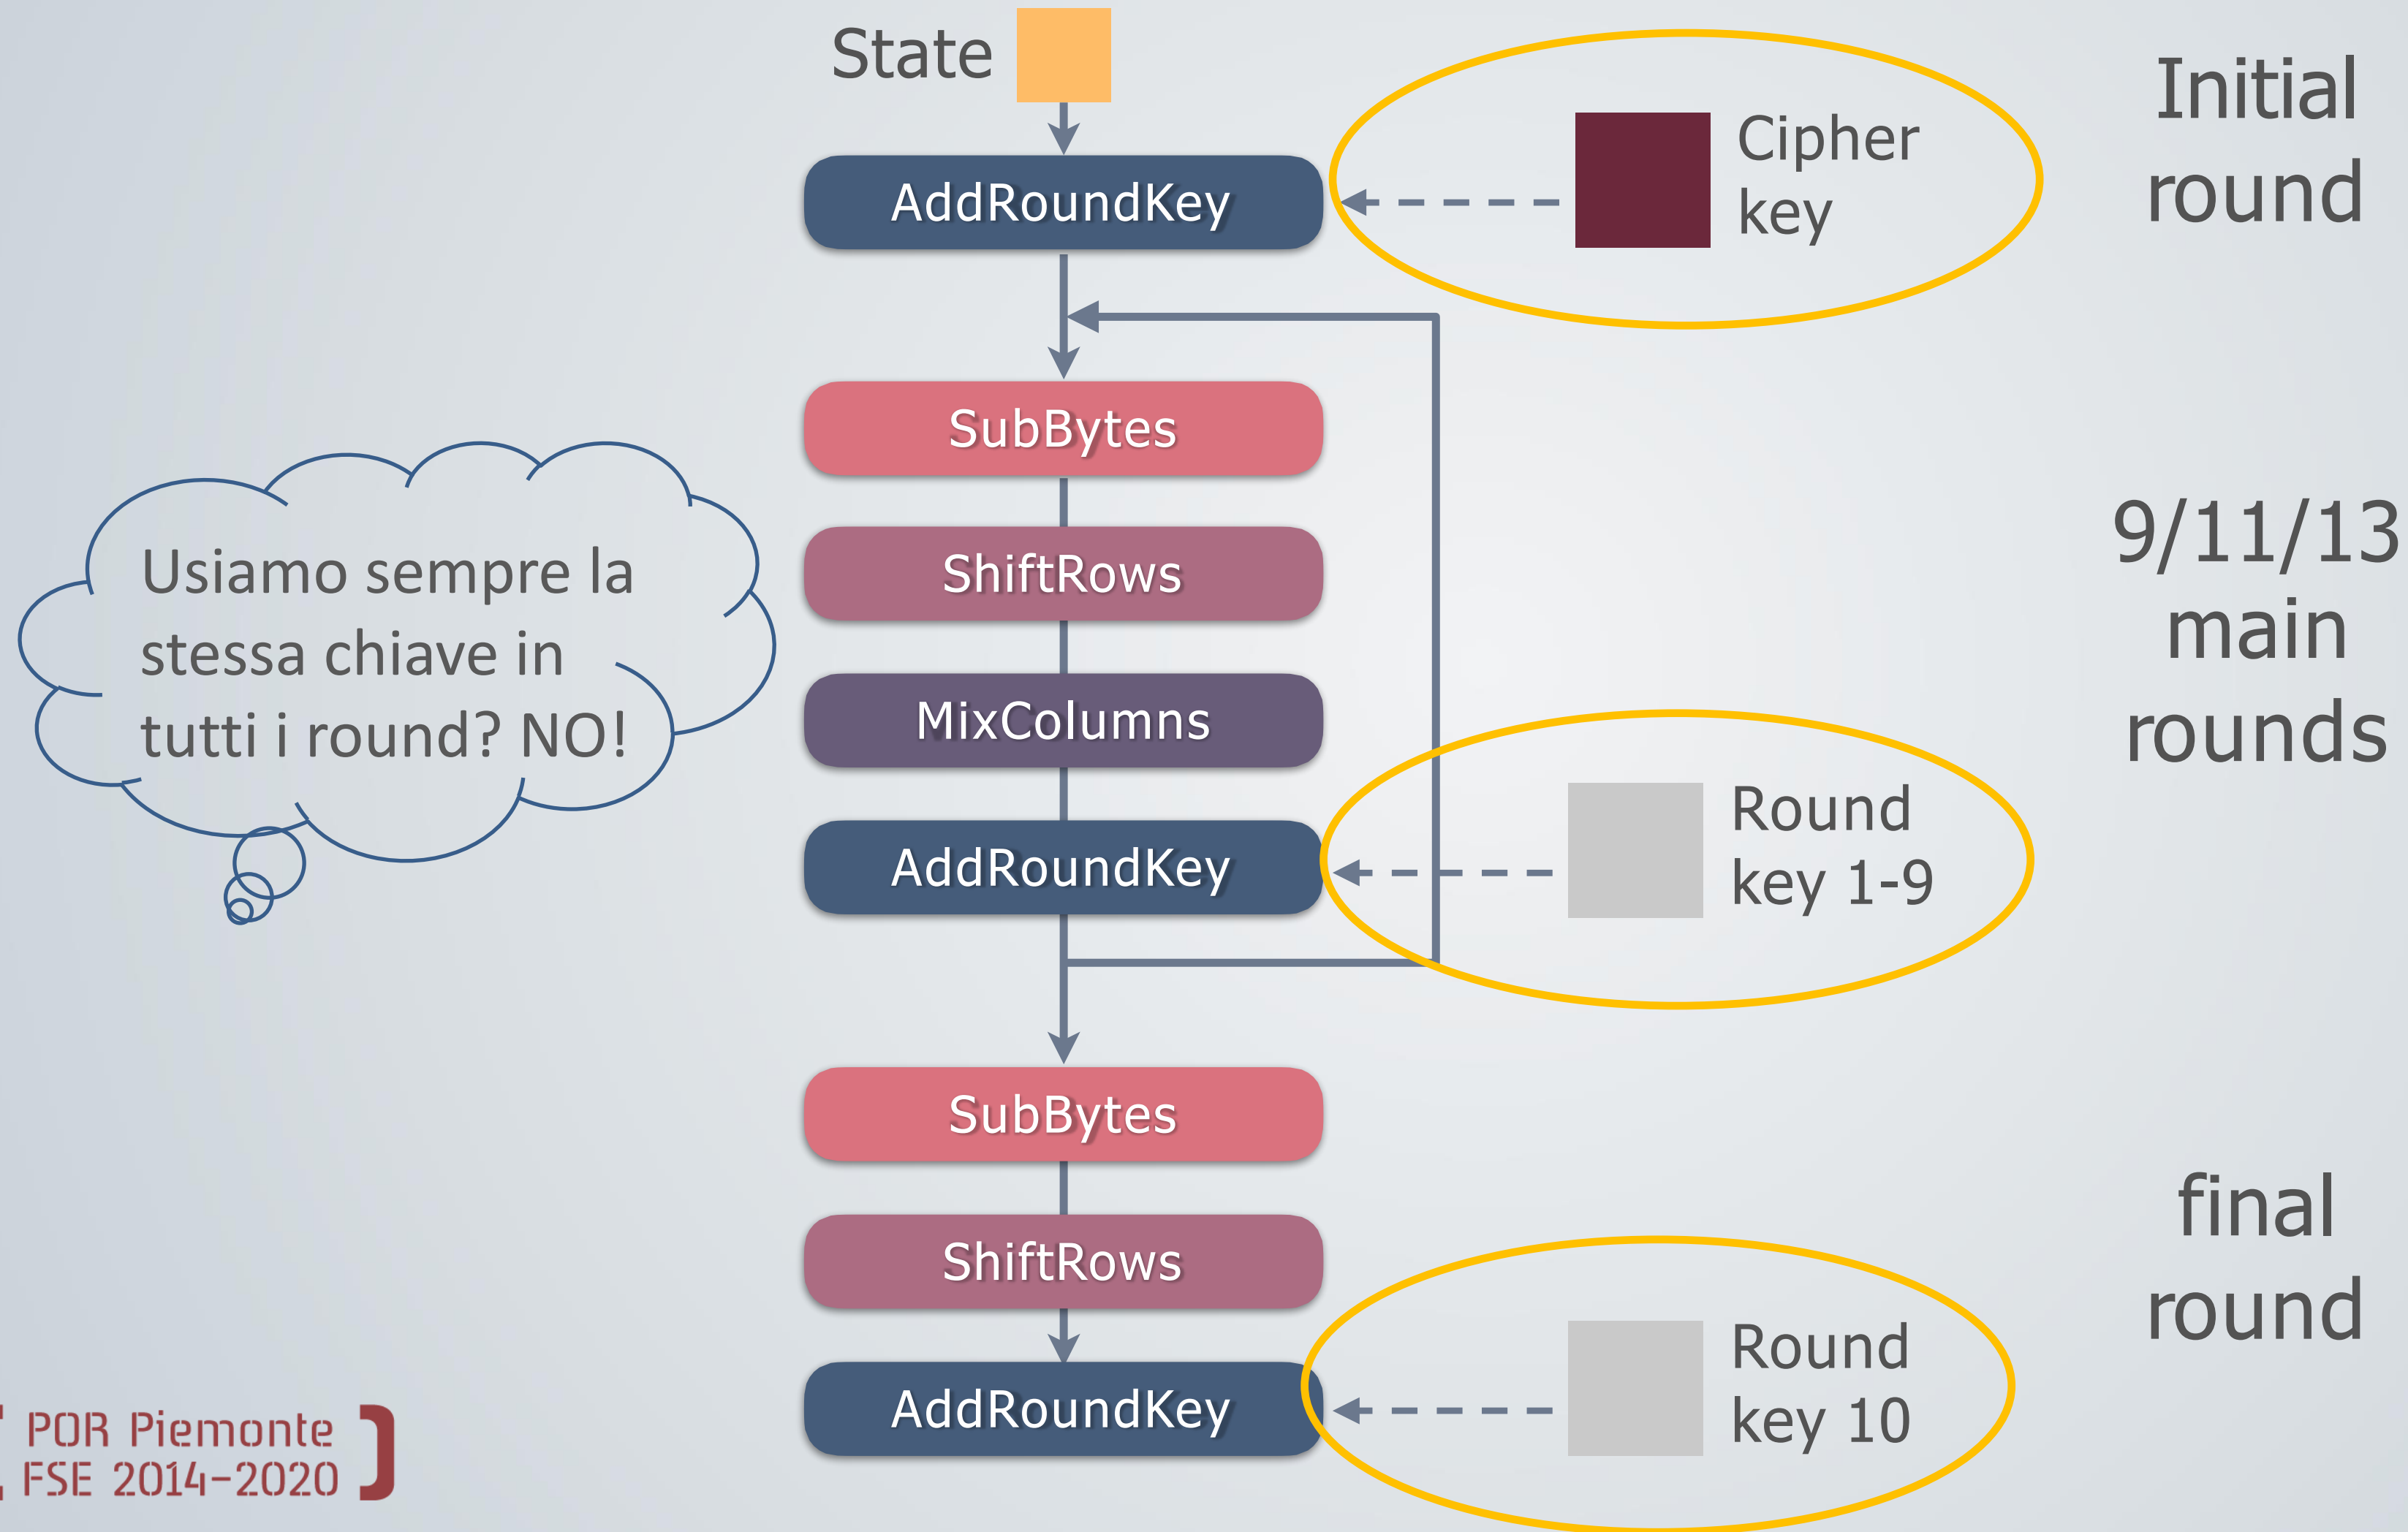 State
AddRoundKey
Cipher
key
Initial
round
SubBytes
ShiftRows
MixColumns
AddRoundKey
Round
key 1-9
9/11/13
main
rounds
Usiamo sempre la
stessa chiave in
tutti i round? NO!
SubBytes
ShiftRows
AddRoundKey
Round
key 10
final
round
POR Piemonte
FSE 2014-2020